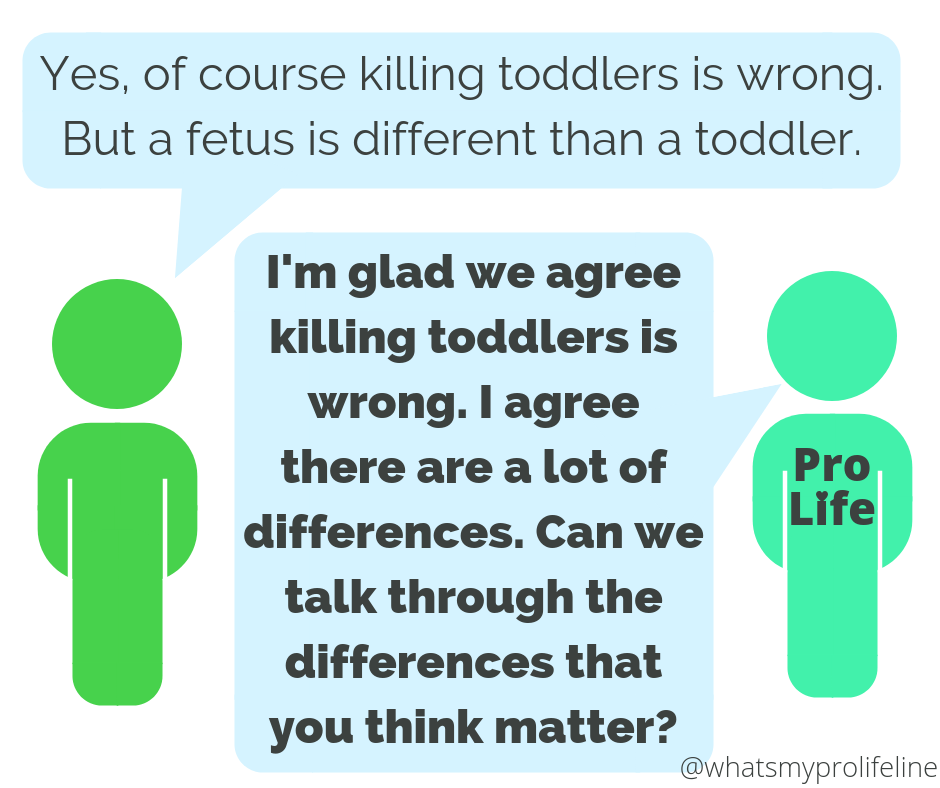 Yes, of course killing toddlers is wrong.
But a fetus is different than a toddler.
I'm glad we agree
killing toddlers is
wrong. I agree
there are a lot of
differences. Can we
talk through the
differences that
you think matter?
Pro
Life
@whatsmyprolifeline